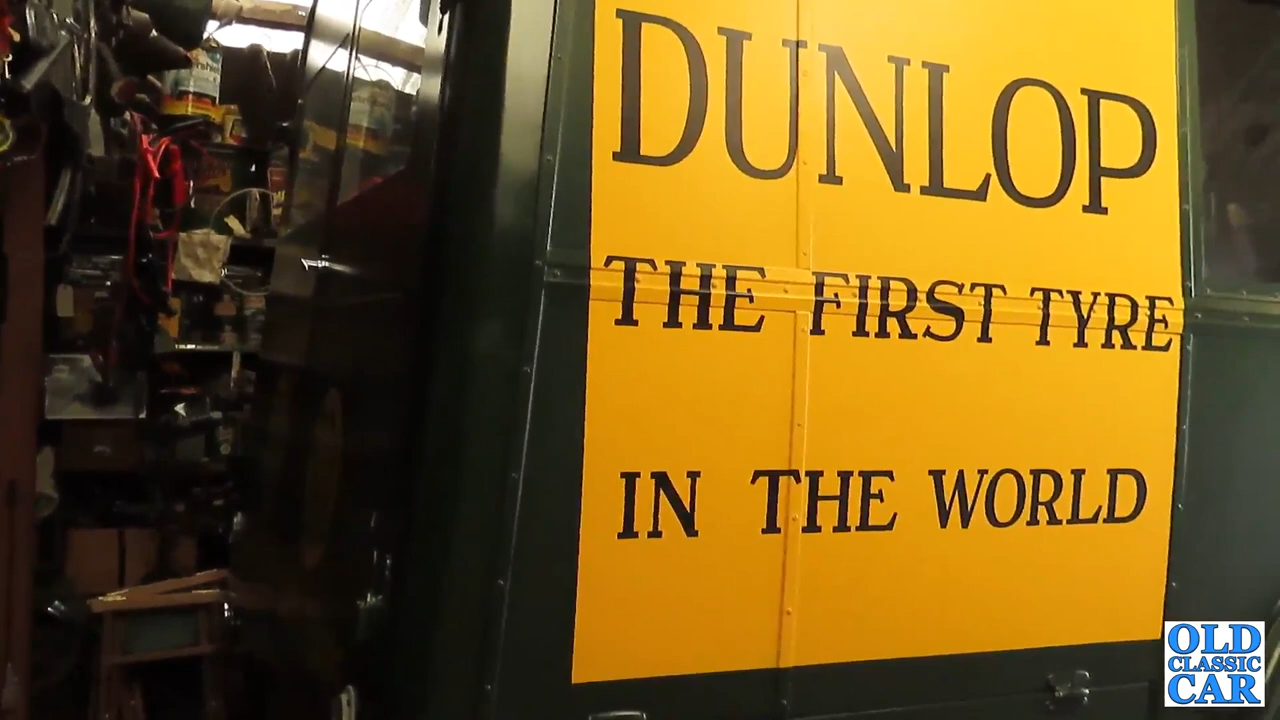 DUNLOP
THE FIRST TYRE
IN THE WORLD
OLD
CLASSIC
CAR